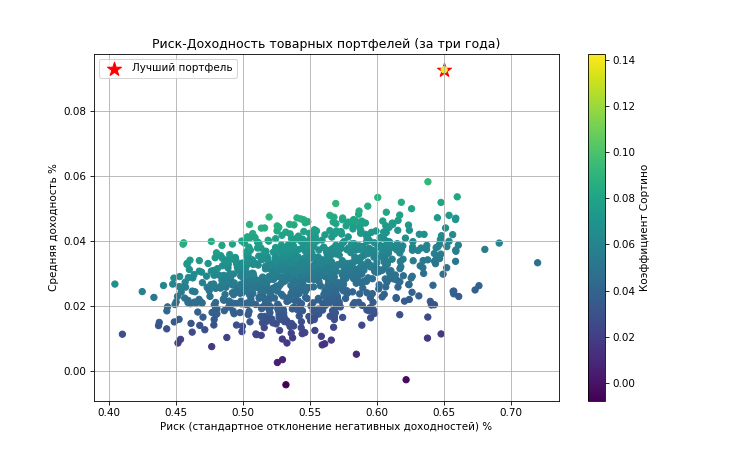 Риск-Доходность товарных портфелей (за три года)
Лучший портфель
Средняя доходность %
0.08
0.06
0.04
0.02
0.00
0.40 0.45 0.50 0.55 0.60 0.65 0.70
Риск (стандартное отклонение негативных доходностей) %
0.14
0.12
0.10
0.08
0.06
0.04
0.02
0.00
Коэффициент Сортино